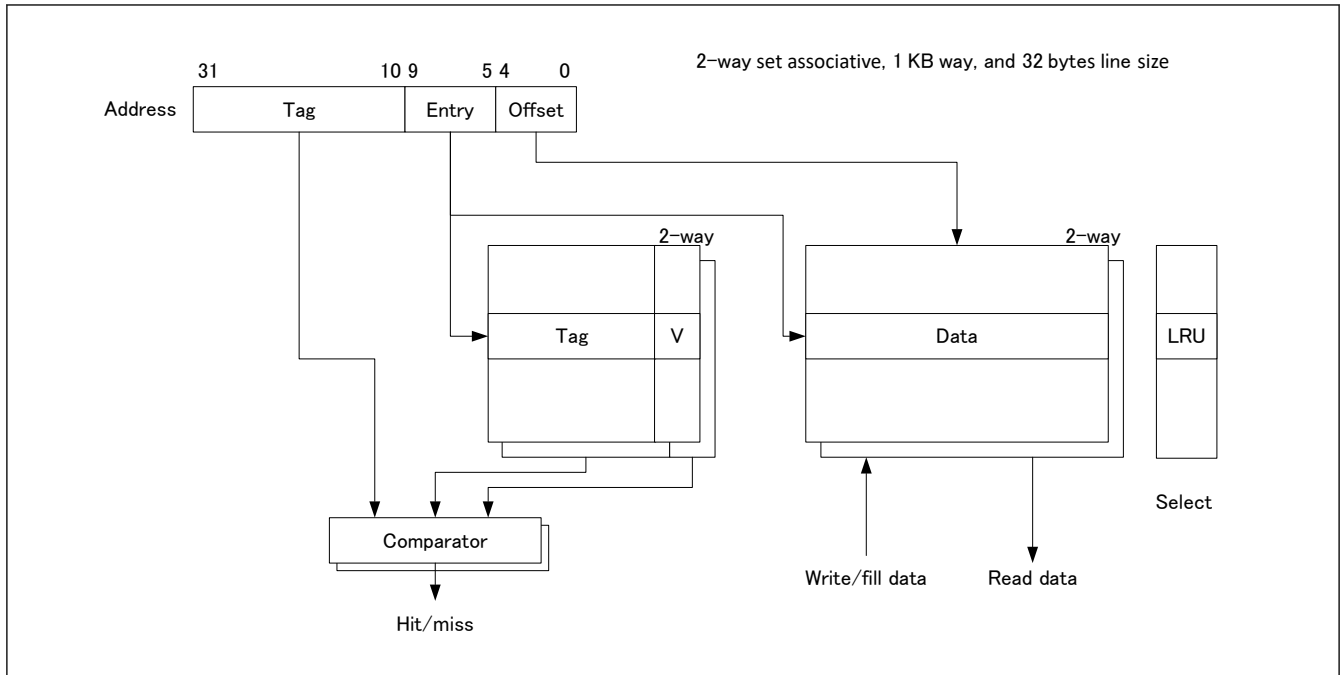 2-way set associative, 1 KB way, and 32 bytes line size
31 10 9 5 4 0
Address Tag Entry Offset
2-way 2-way
Tag V Data LRU
Select
Comparator
Write/fill data Read data
Hit/miss